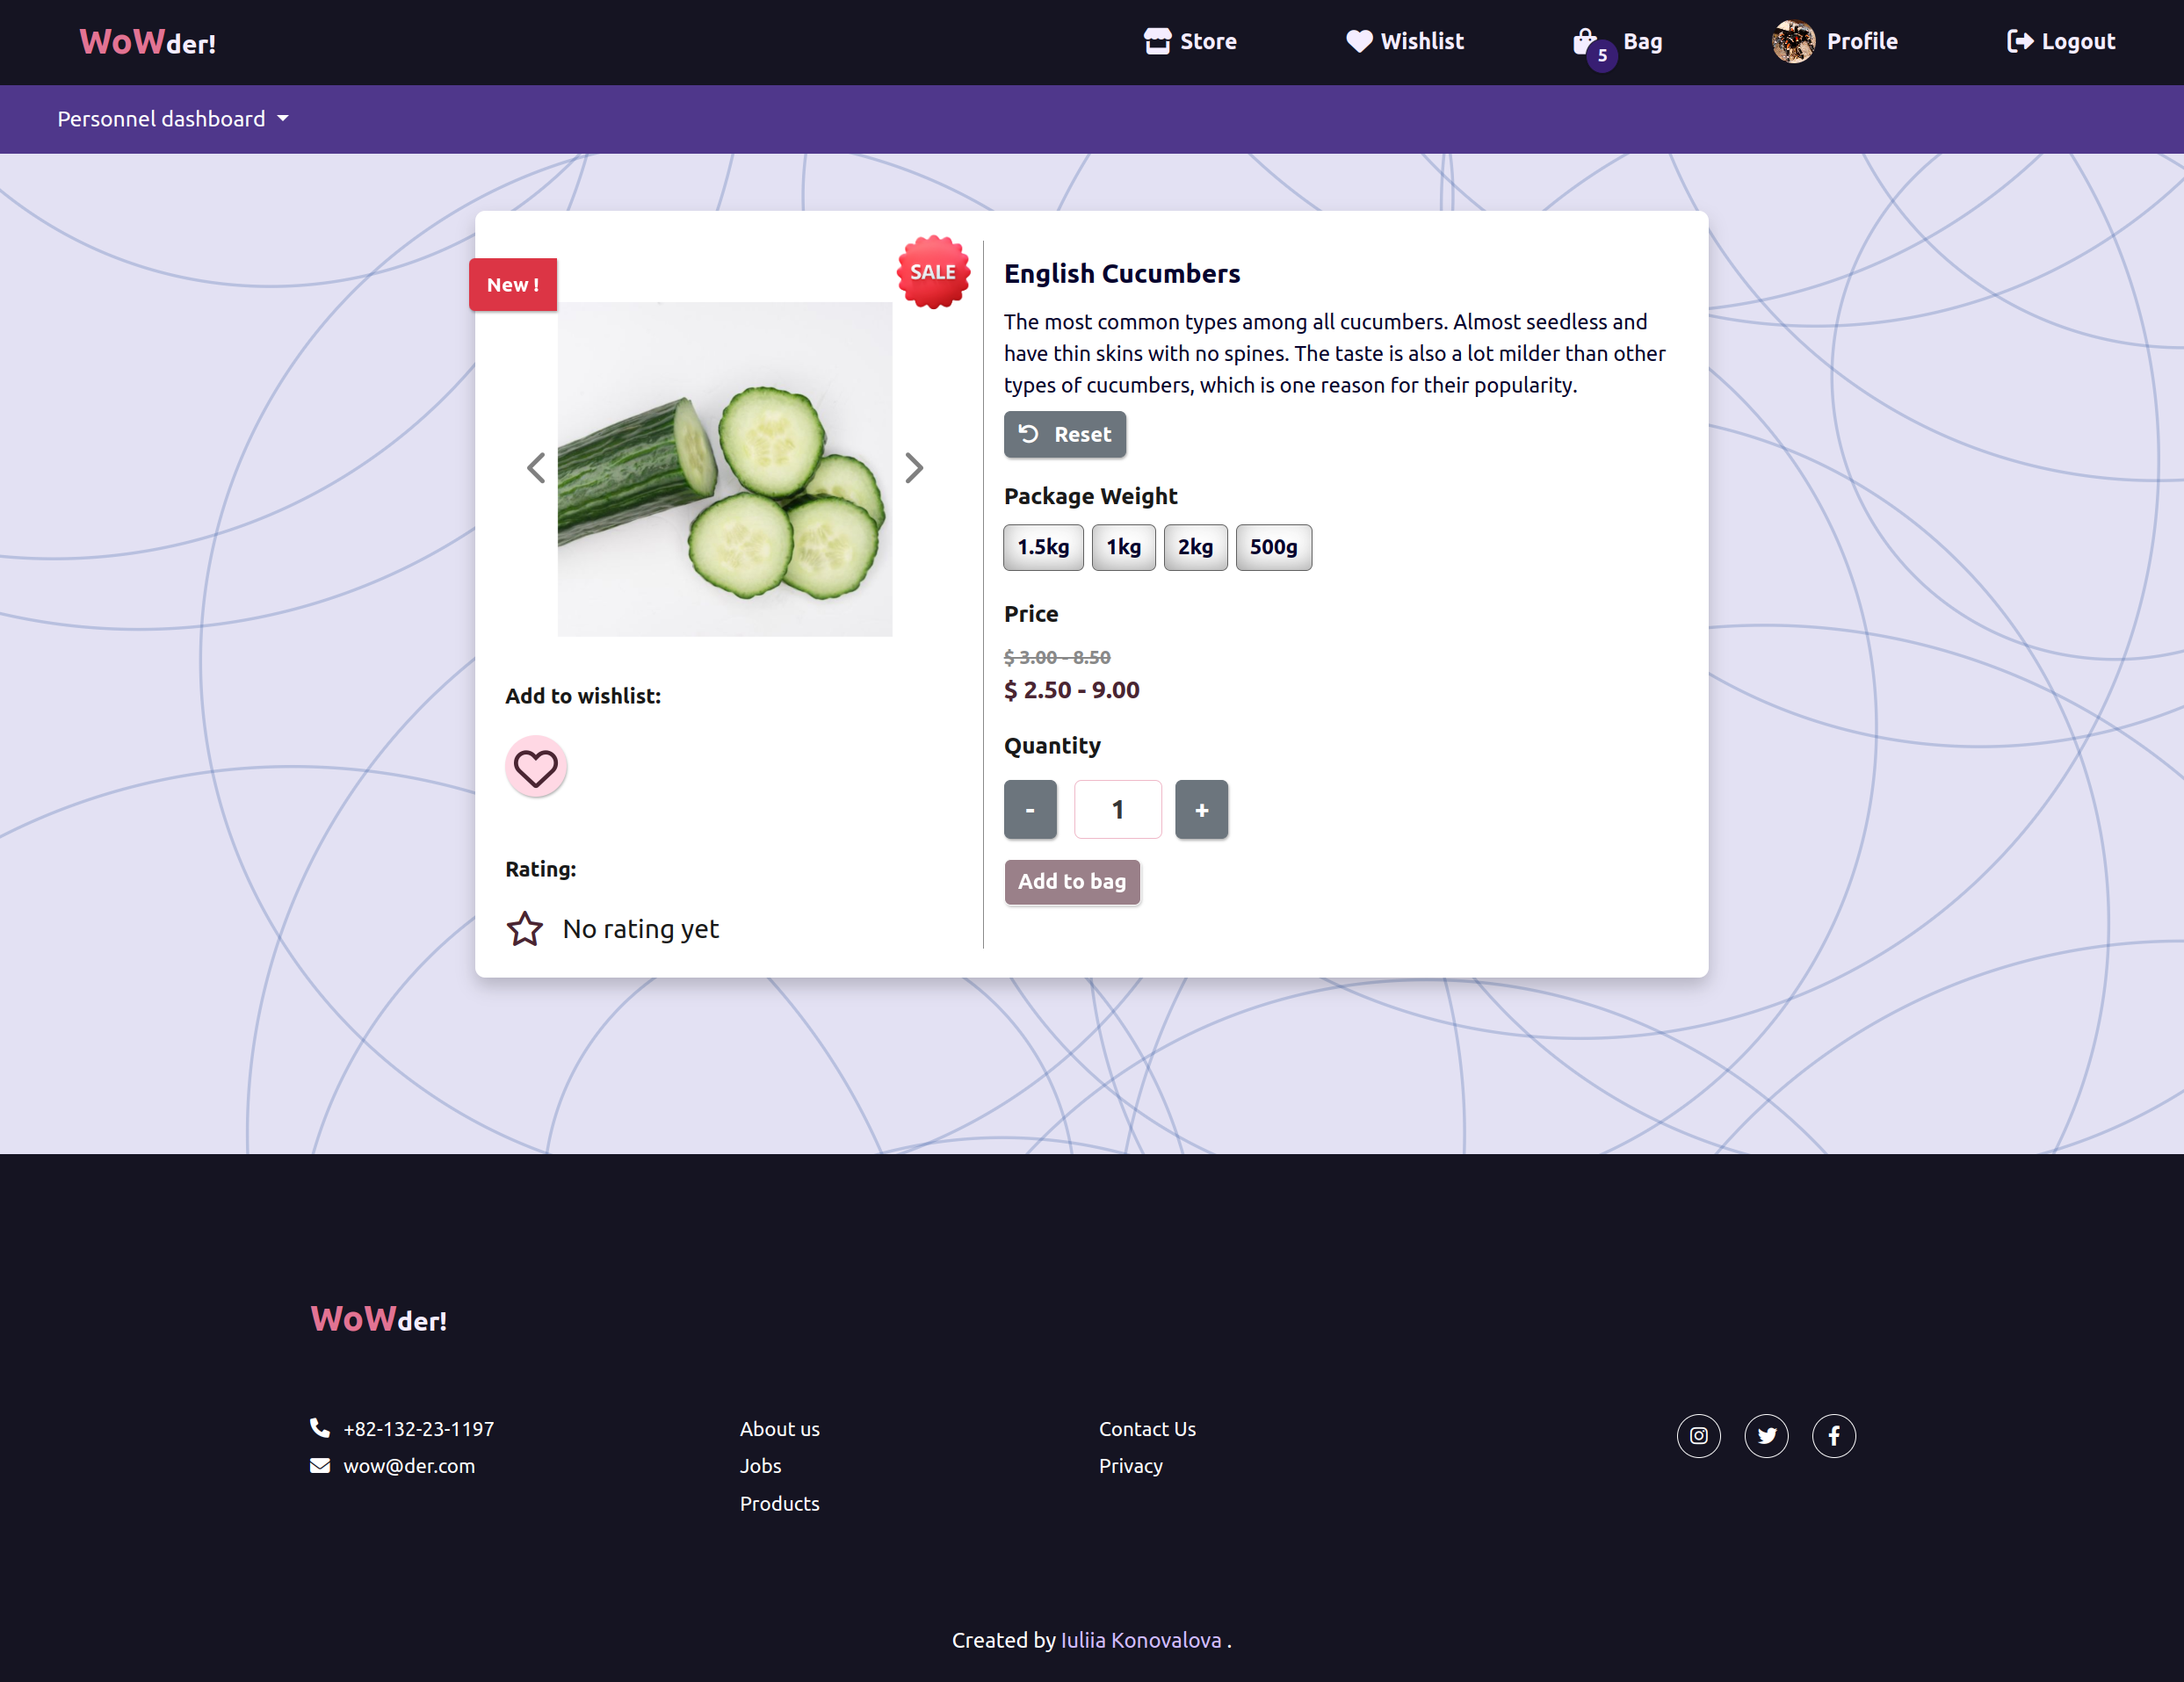 WoWder!
Store
Wishlist
5
Bag
Profile
Logout
Personnel dashboard
New !
SALE
English Cucumbers
The most common types among all cucumbers. Almost seedless and
have thin skins with no spines. The taste is also a lot milder than other
types of cucumbers, which is one reason for their popularity.
Reset
Package Weight
1.5kg 1kg 2kg 500g
Price
$ 3.00 - 8.50
$ 2.50 - 9.00
Quantity
- 1 +
Add to bag
Add to wishlist:
Rating:
No rating yet
WoWder!
+82-132-23-1197
wow@der.com
About us
Jobs
Products
Contact Us
Privacy
Created by Iuliia Konovalova .